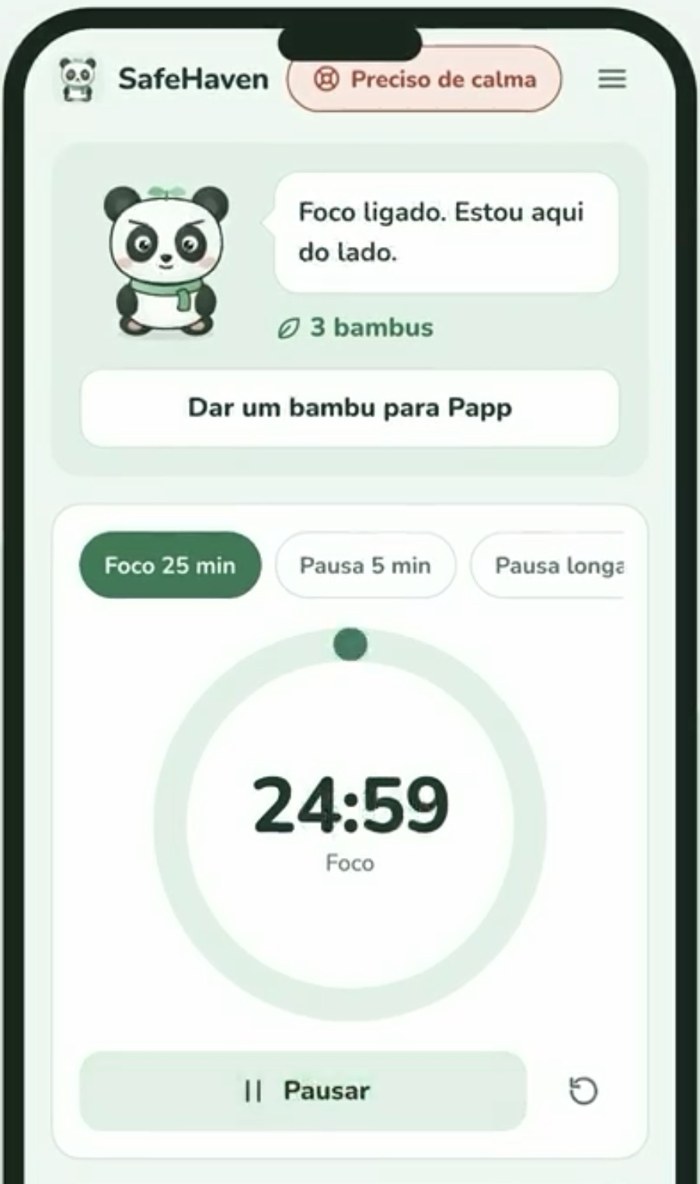 SafeHaven
Preciso de calma
Foco ligado. Estou aqui
do lado.
3 bambus
Dar um bambu para Papp
Foco 25 min
Pausa 5 min
Pausa longa
24:59
Foco
Pausar